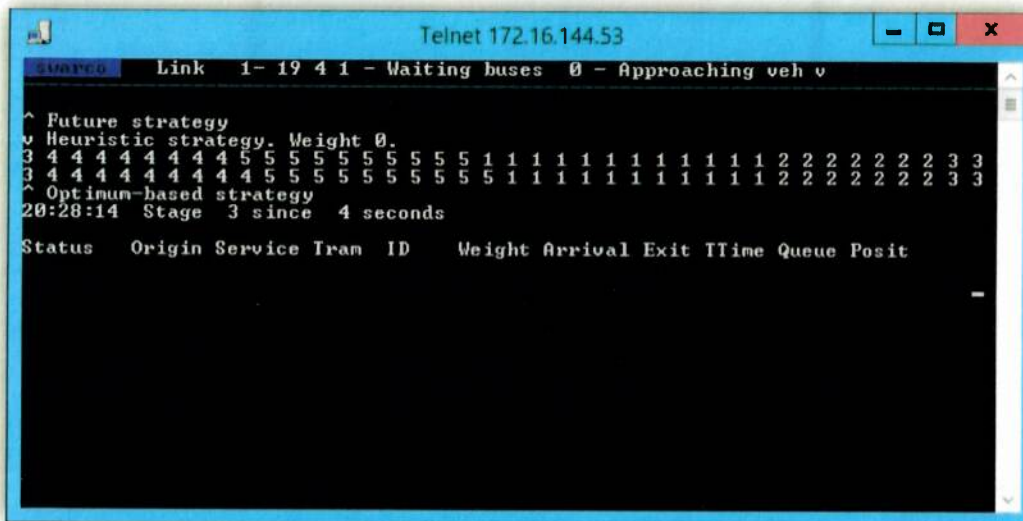 Telnet 172.16.144.53
swarco Link 1- 19 4 1 - Waiting buses 0 - Approaching veh v
^ Future strategy
v Heuristic strategy. Weight 0.
3 4 4 4 4 4 4 4 4 5 5 5 5 5 5 5 5 5 5 1 1 1 1 1 1 1 1 1 1 1 1 2 2 2 2 2 2 2 3 3
3 4 4 4 4 4 4 4 4 4 5 5 5 5 5 5 5 5 5 5 1 1 1 1 1 1 1 1 1 1 1 2 2 2 2 2 2 2 3 3
^ Optimum-based strategy
20:28:14 Stage 3 since 4 seconds
Status Origin Service Tram ID Weight Arrival Exit TTime Queue Posit